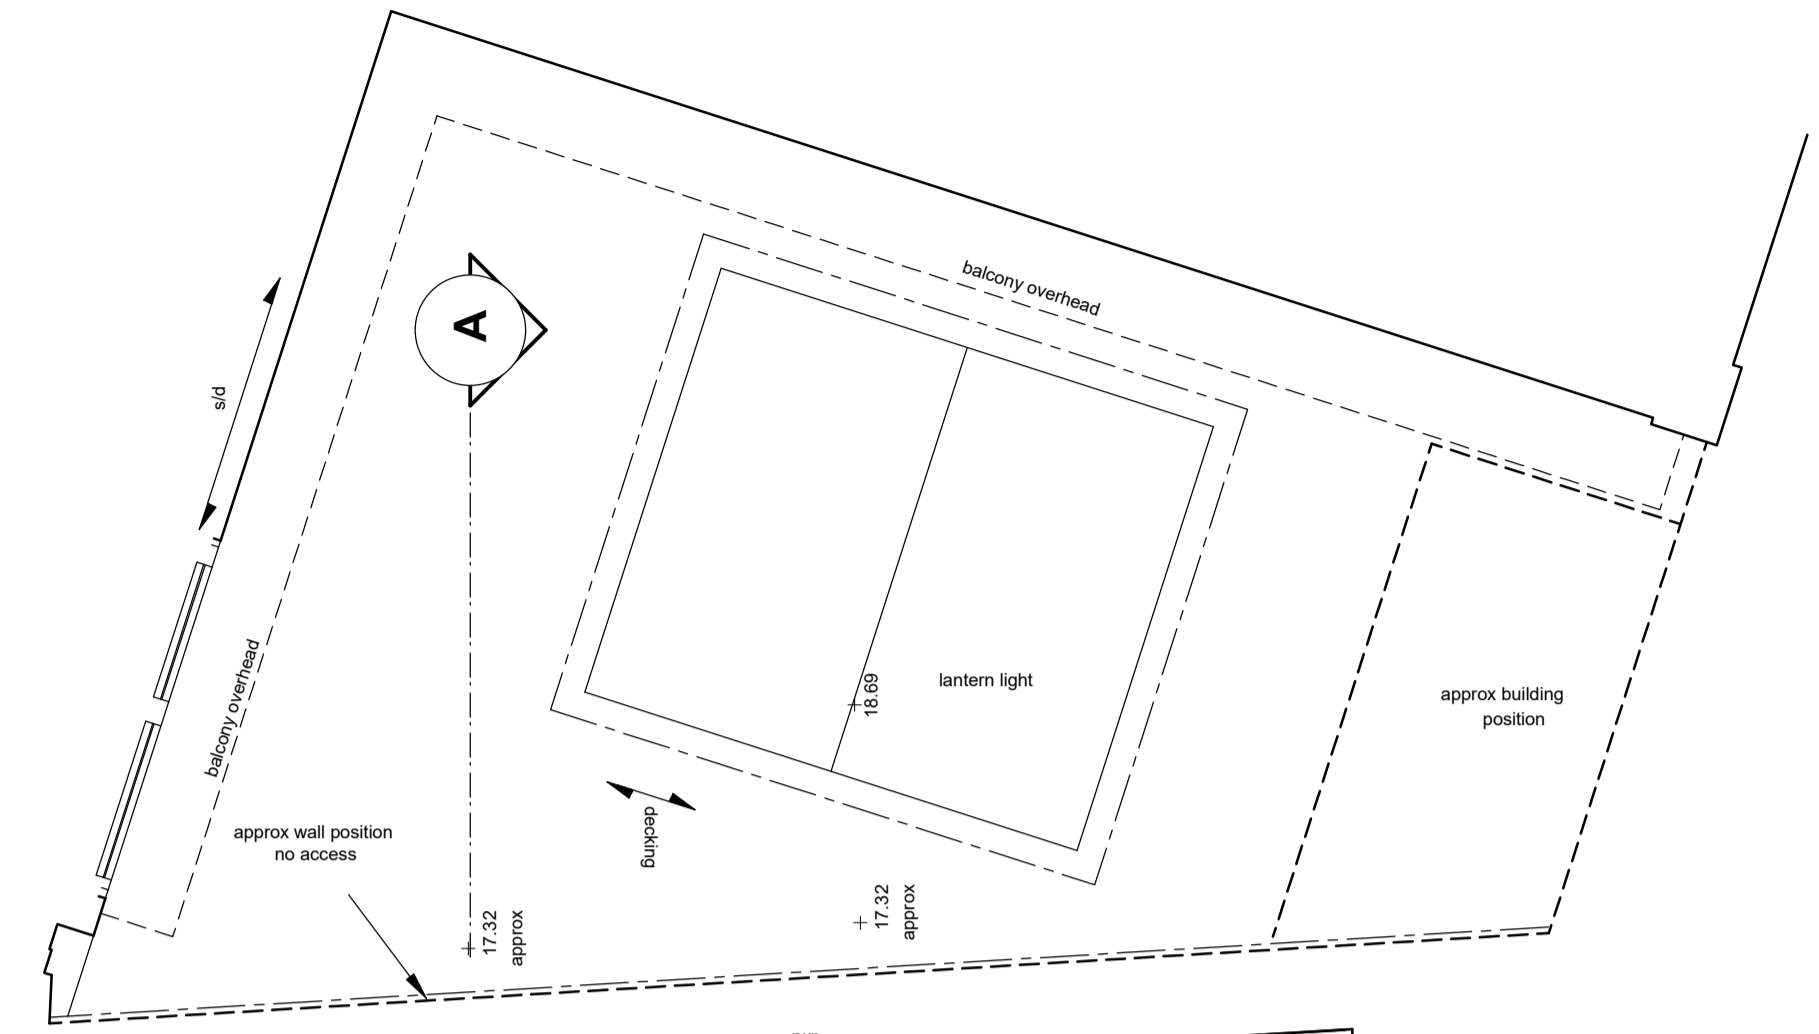 balcony overhead
A
s/d
balcony overhead
18.69
lantern light
approx building
position
decking
approx wall position
no access
17.32
approx
17.32
approx